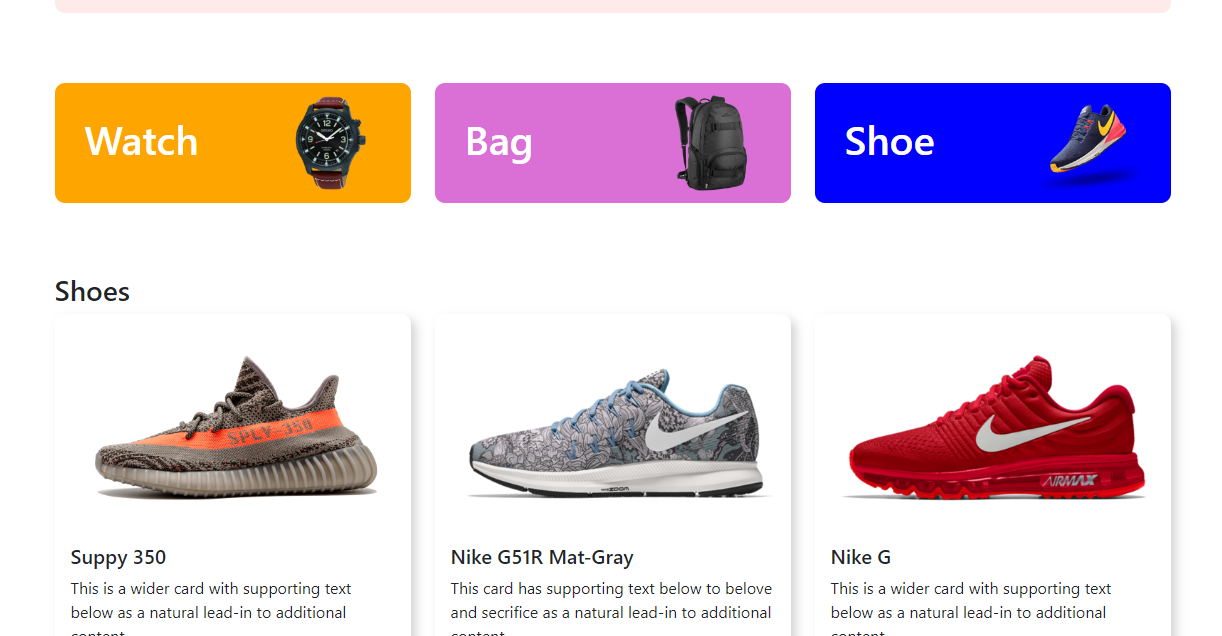 Watch
Bag
Shoe
Shoes
SPLY-350
ZOOM
AIRMAX
Suppy 350
Nike G51R Mat-Gray
Nike G
This is a wider card with supporting text
below as a natural lead-in to additional
content.
This card has supporting text below to belove
and secrifice as a natural lead-in to additional
content.
This is a wider card with supporting text
below as a natural lead-in to additional
content.